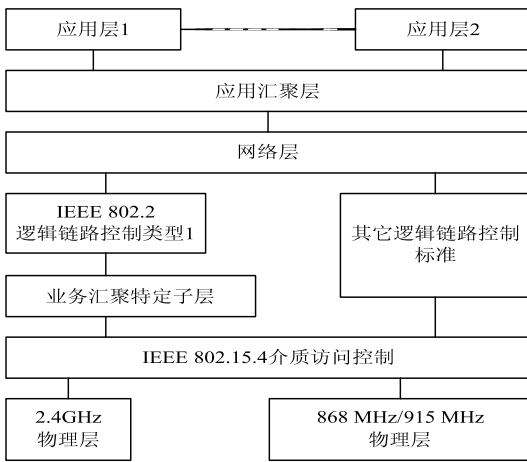 应用层1
应用层2
应用汇聚层
网络层
IEEE 802.2
逻辑链路控制类型1
其它逻辑链路控制
标准
业务汇聚特定子层
IEEE 802.15.4介质访问控制
2.4GHz
物理层
868 MHz/915 MHz
物理层